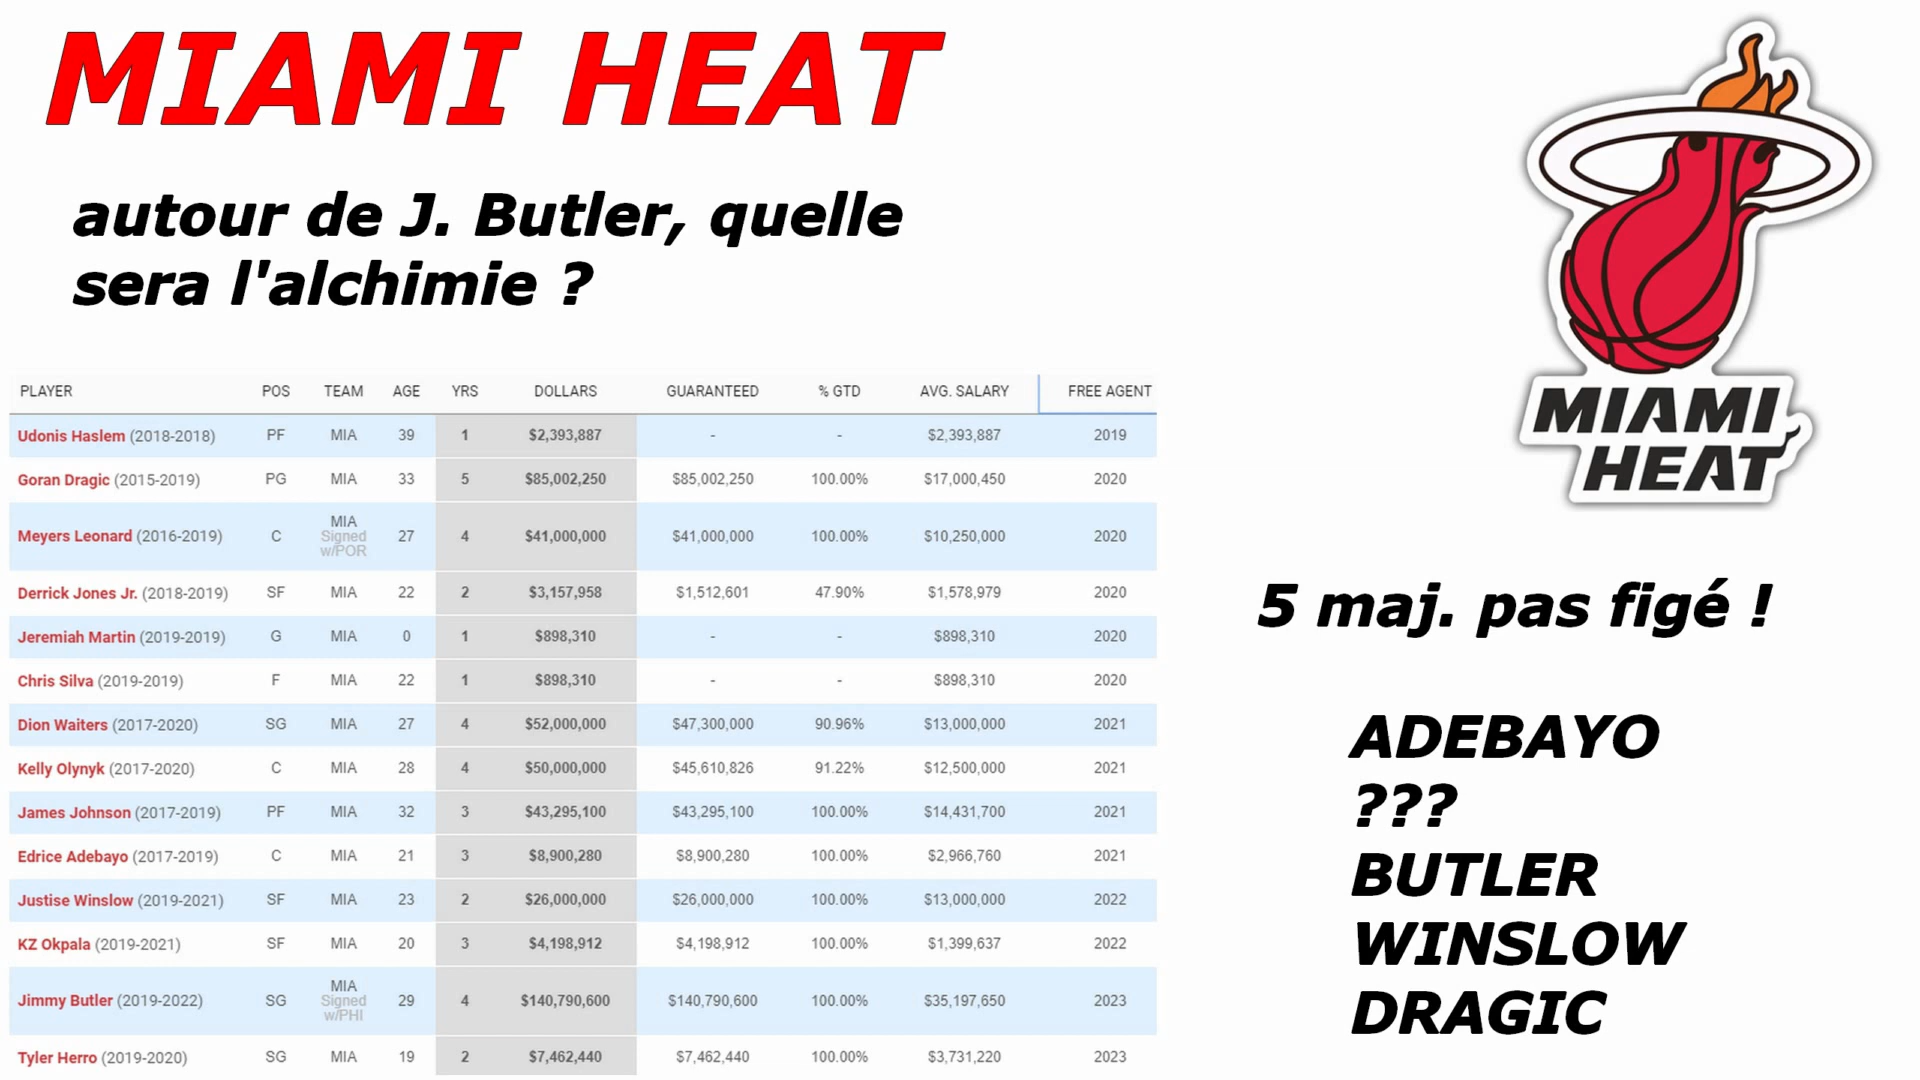 MIAMI HEAT
autour de J. Butler, quelle
sera l'alchimie ?
PLAYER POS TEAM AGE YRS DOLLARS GUARANTEED % GTD AVG. SALARY FREE AGENT
Udonis Haslem (2018-2018) PF MIA 39 1 $2,393,887 - - $2,393,887 2019
Goran Dragic (2015-2019) PG MIA 33 5 $85,002,250 $85,002,250 100.00% $17,000,450 2020
Meyers Leonard (2016-2019) C MIA Signed w/POR 27 4 $41,000,000 $41,000,000 100.00% $10,250,000 2020
Derrick Jones Jr. (2018-2019) SF MIA 22 2 $3,157,958 $1,512,601 47.90% $1,578,979 2020
Jeremiah Martin (2019-2019) G MIA 0 1 $898,310 - - $898,310 2020
Chris Silva (2019-2019) F MIA 22 1 $898,310 - - $898,310 2020
Dion Waiters (2017-2020) SG MIA 27 4 $52,000,000 $47,300,000 90.96% $13,000,000 2021
Kelly Olynyk (2017-2020) C MIA 28 4 $50,000,000 $45,610,826 91.22% $12,500,000 2021
James Johnson (2017-2019) PF MIA 32 3 $43,295,100 $43,295,100 100.00% $14,431,700 2021
Edrice Adebayo (2017-2019) C MIA 21 3 $8,900,280 $8,900,280 100.00% $2,966,760 2021
Justise Winslow (2019-2021) SF MIA 23 2 $26,000,000 $26,000,000 100.00% $13,000,000 2022
KZ Okpala (2019-2021) SF MIA 20 3 $4,198,912 $4,198,912 100.00% $1,399,637 2022
Jimmy Butler (2019-2022) SG MIA Signed w/PHI 29 4 $140,790,600 $140,790,600 100.00% $35,197,650 2023
Tyler Herro (2019-2020) SG MIA 19 2 $7,462,440 $7,462,440 100.00% $3,731,220 2023
MIAMI
HEAT
5 maj. pas figé !
ADEBAYO
???
BUTLER
WINSLOW
DRAGIC